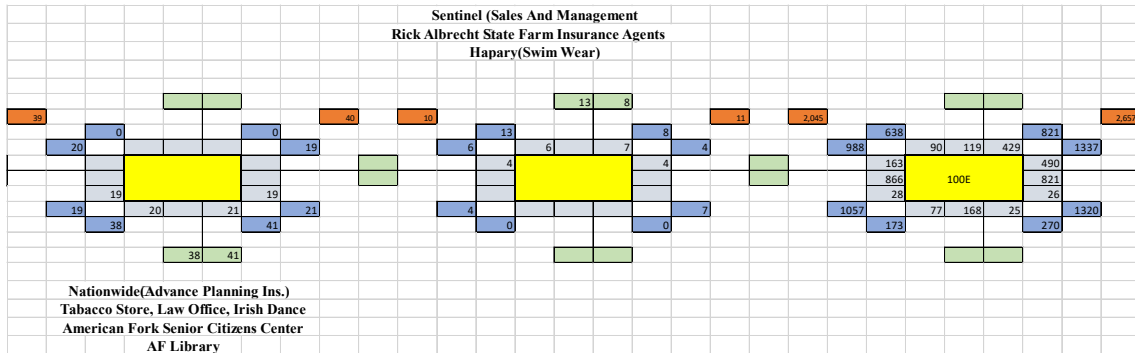 Sentinel (Sales And Management
Rick Albrecht State Farm Insurance Agents
Hapary(Swim Wear)
13 8
39 40 10 11 2,045 2,657
0 0 13 8 638 821
20 19 6 6 7 4 988 90 119 429 1337
4 4 163 490
866 100E 821
19 19 28 26
19 20 21 21 4 7 1057 77 168 25 1320
38 41 0 0 173 270
38 41
Nationwide(Advance Planning Ins.)
Tabacco Store, Law Office, Irish Dance
American Fork Senior Citizens Center
AF Library